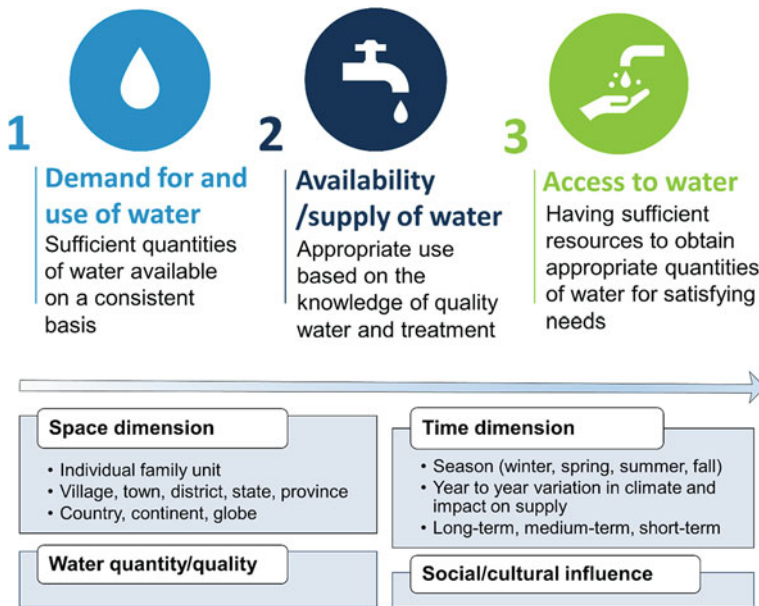 1
Demand for and
use of water
Sufficient quantities
of water available
on a consistent
basis
2
Availability
/supply of water
Appropriate use
based on the
knowledge of quality
water and treatment
3
Access to water
Having sufficient
resources to obtain
appropriate quantities
of water for satisfying
needs
Space dimension
• Individual family unit
• Village, town, district, state, province
• Country, continent, globe
Time dimension
• Season (winter, spring, summer, fall)
• Year to year variation in climate and
impact on supply
• Long-term, medium-term, short-term
Water quantity/quality
Social/cultural influence